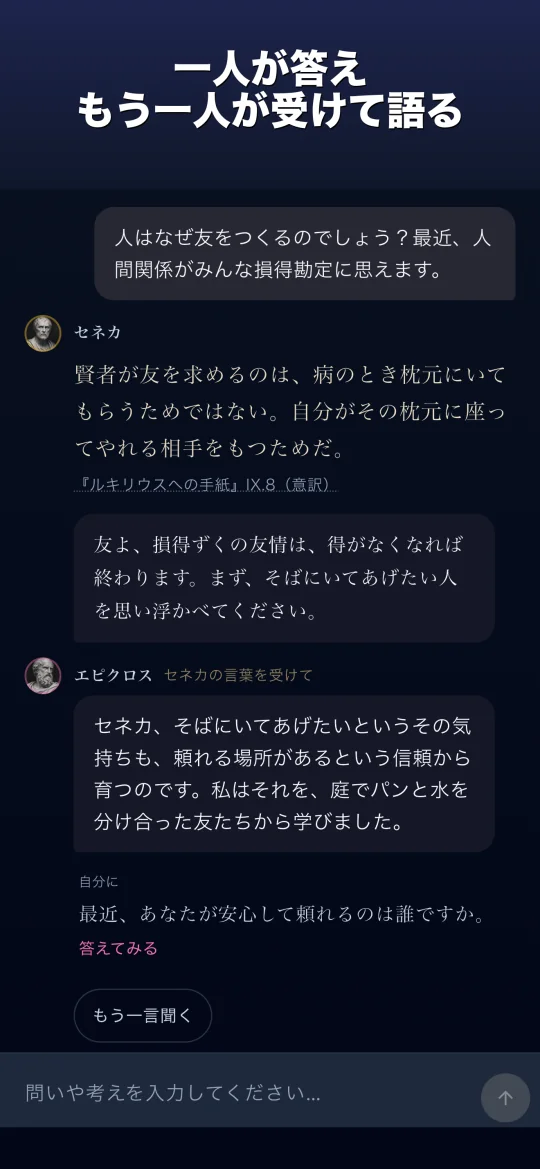 一人が答え
もう一人が受けて語る
人はなぜ友をつくるのでしょう？最近、人
間関係がみんな損得勘定に思えます。
セネカ
賢者が友を求めるのは、病のとき枕元にいて
もらうためではない。自分がその枕元に座っ
てやれる相手をもつためだ。
『ルキリウスへの手紙』IX.8（意訳）
友よ、損得ずくの友情は、得がなくなれば
終わります。まず、そばにいてあげたい人
を思い浮かべてください。
エピクロス セネカの言葉を受けて
セネカ、そばにいてあげたいというその気
持ちも、頼れる場所があるという信頼から
育つのです。私はそれを、庭でパンと水を
分け合った友たちから学びました。
自分に
最近、あなたが安心して頼れるのは誰ですか。
答えてみる
もう一言聞く
問いや考えを入力してください...